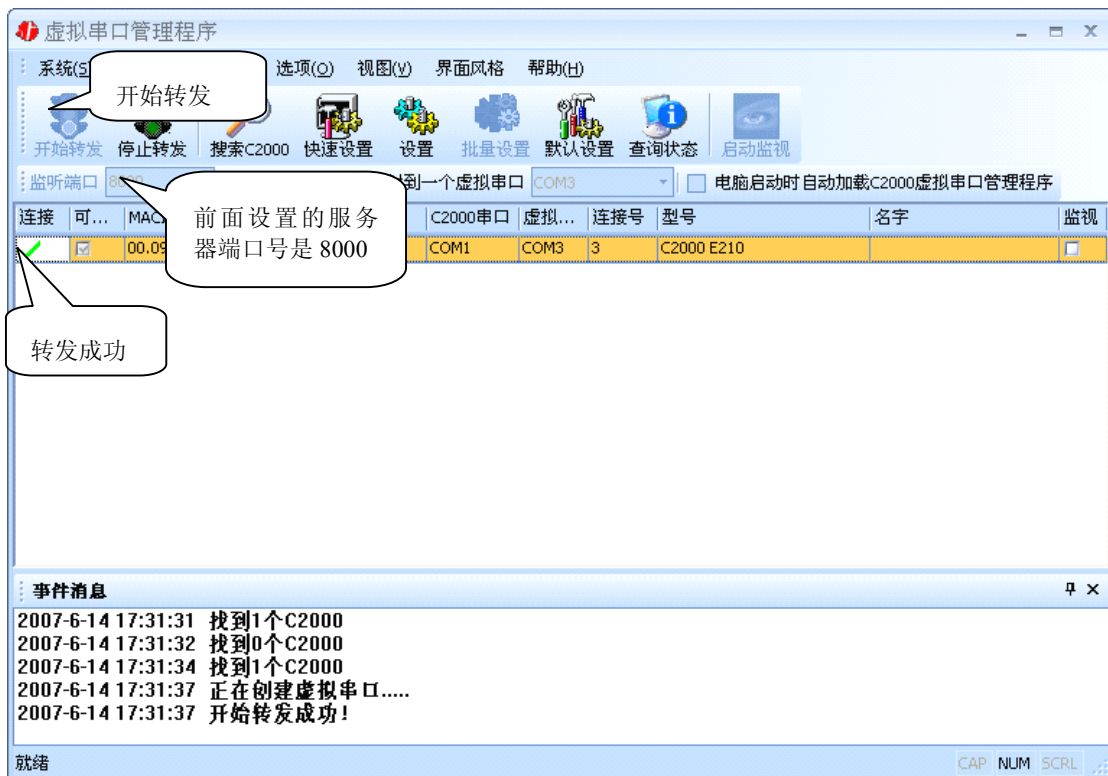 虚拟串口管理程序
系统(S 选项(O) 视图(V) 界面风格 帮助(H)
开始转发
开始转发 停止转发 搜索C2000 快速设置 设置 批量设置 默认设置 查询状态 启动监视
监听端口 到一个虚拟串口 COM3 电脑启动时自动加载C2000虚拟串口管理程序
前面设置的服务
器端口号是 8000
连接 可... MAC C2000串口 虚拟... 连接号 型号 名字 监视
00.09 COM1 COM3 3 C2000 E210
转发成功
事件消息
2007-6-14 17:31:31 找到1个C2000
2007-6-14 17:31:32 找到0个C2000
2007-6-14 17:31:34 找到1个C2000
2007-6-14 17:31:37 正在创建虚拟串口.....
2007-6-14 17:31:37 开始转发成功!
就绪 CAP NUM SCRL